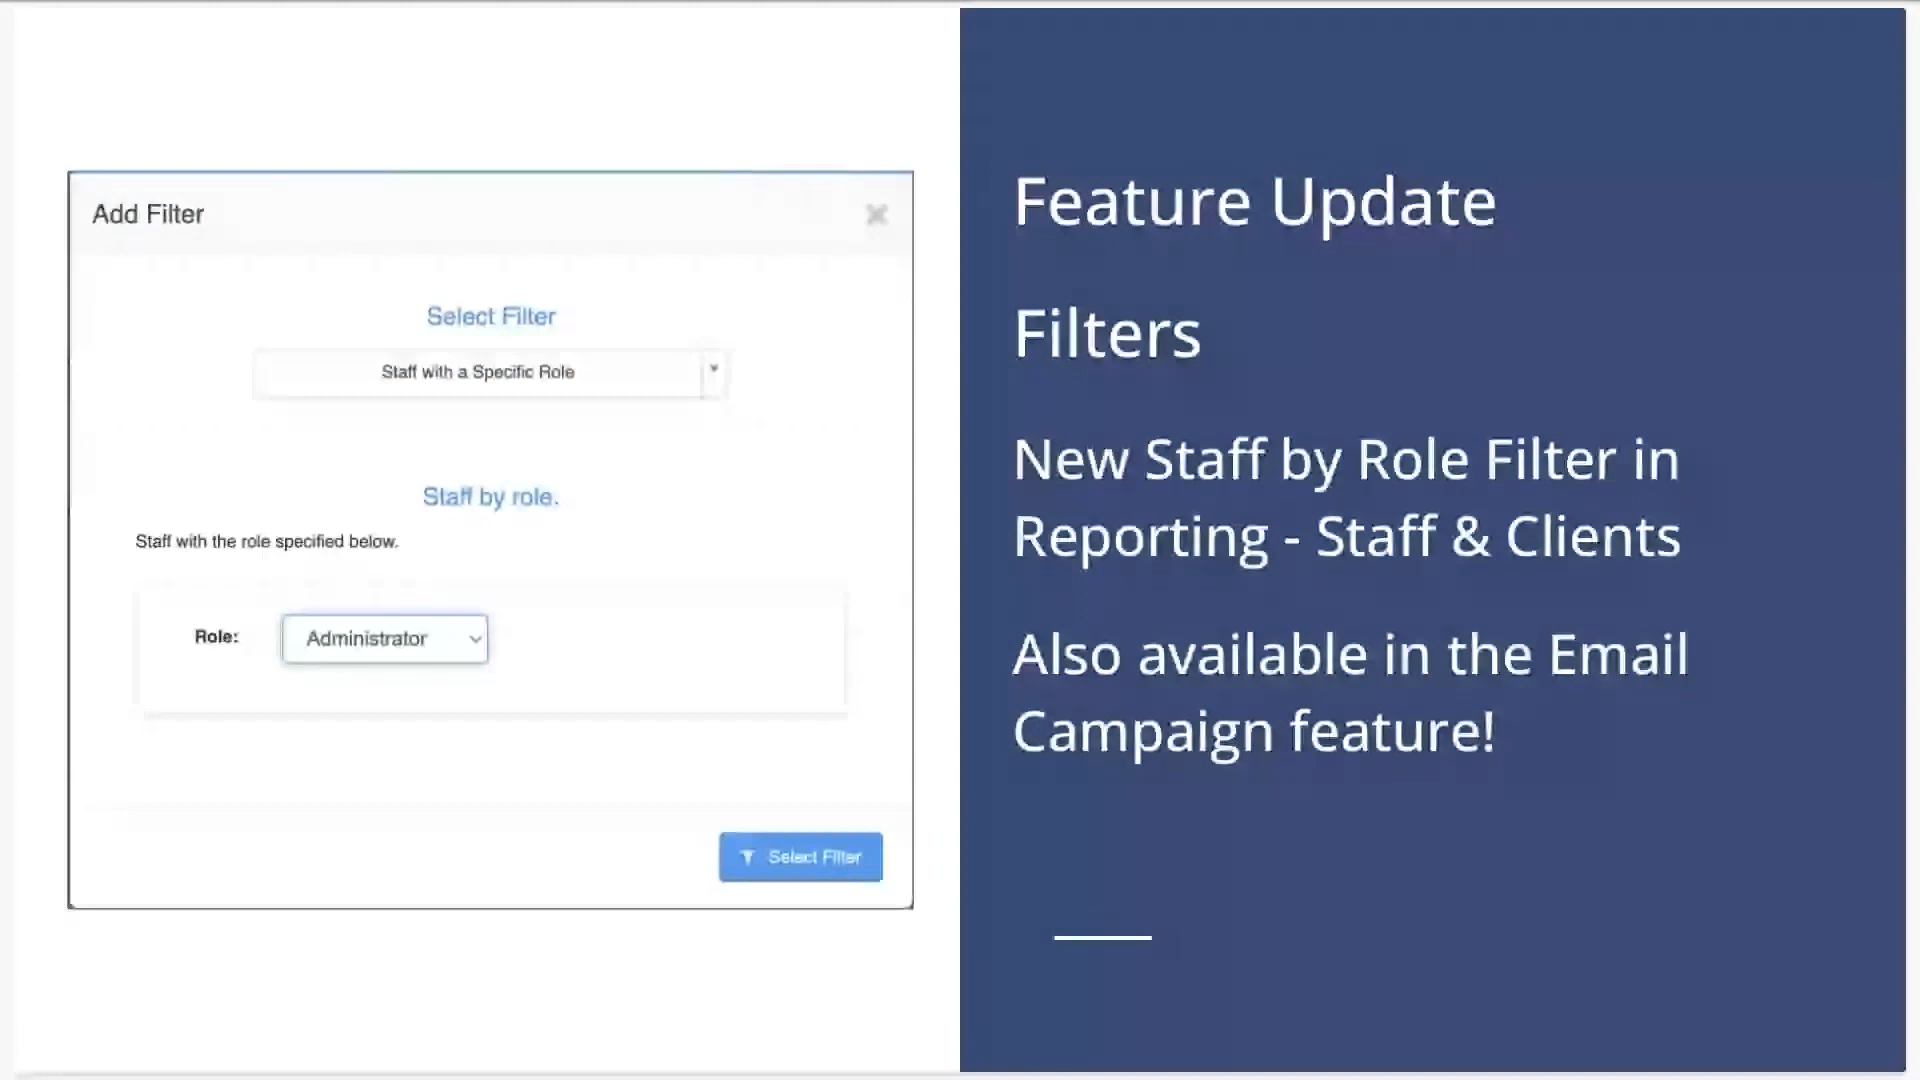 Add Filter
Select Filter
Staff with a Specific Role
Staff by role.
Staff with the role specified below.
Role:
Administrator
Select Filter
Feature Update
Filters
New Staff by Role Filter in
Reporting - Staff & Clients
Also available in the Email
Campaign feature!